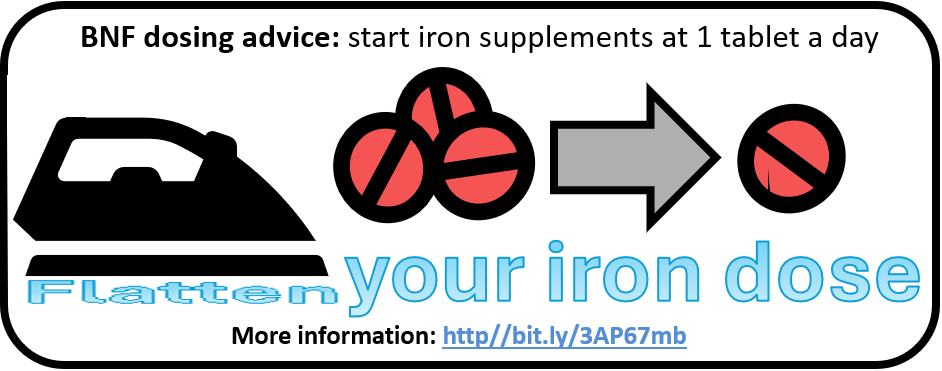 BNF dosing advice: start iron supplements at 1 tablet a day
Flatten your iron dose
More information: http//bit.ly/3AP67mb